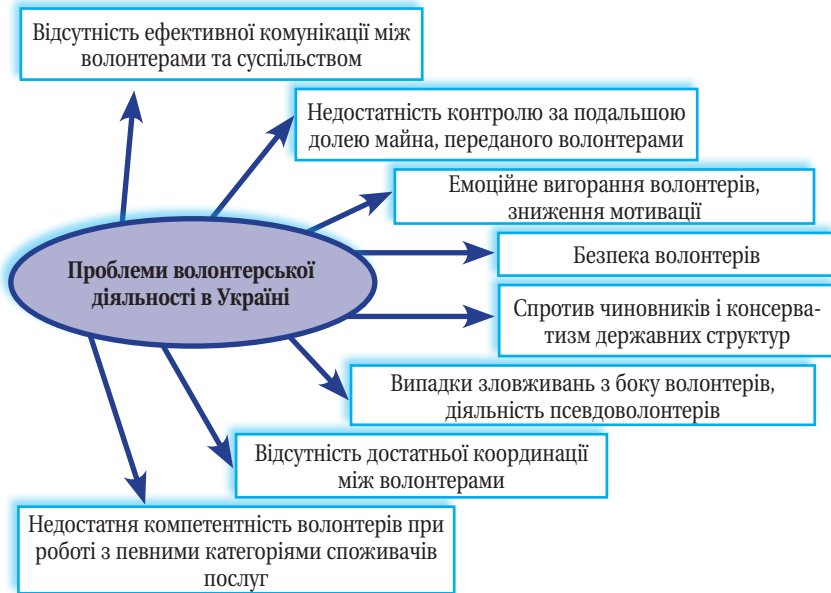 Відсутність ефективної комунікації між
волонтерами та суспільством
Недостатність контролю за подальшою
долею майна, переданого волонтерами
Емоційне вигорання волонтерів,
зниження мотивації
Безпека волонтерів
Проблеми волонтерської
діяльності в Україні
Спротив чиновників і консерва-
тизм державних структур
Випадки зловживань з боку волонтерів,
діяльність псевдоволонтерів
Відсутність достатньої координації
між волонтерами
Недостатня компетентність волонтерів при
роботі з певними категоріями споживачів
послуг